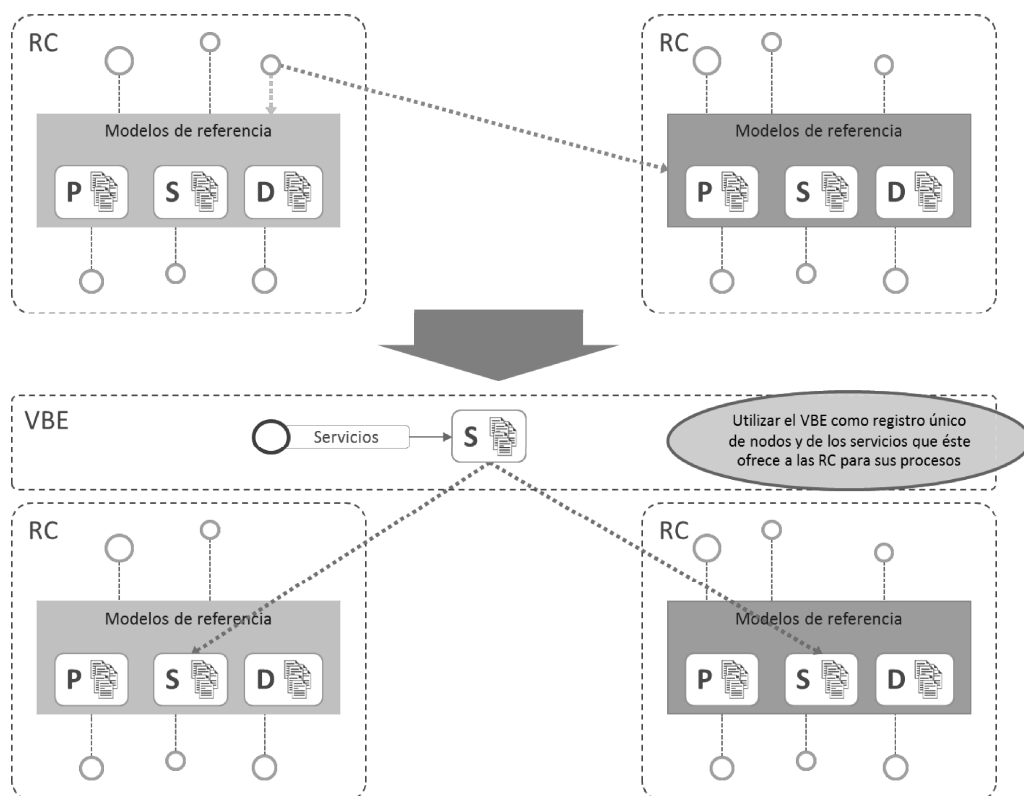 RC
RC
Modelos de referencia
Modelos de referencia
P
S
D
P
S
D
VBE
Servicios
S
Utilizar el VBE como registro único
de nodos y de los servicios que éste
ofrece a las RC para sus procesos
RC
RC
Modelos de referencia
Modelos de referencia
P
S
D
P
S
D